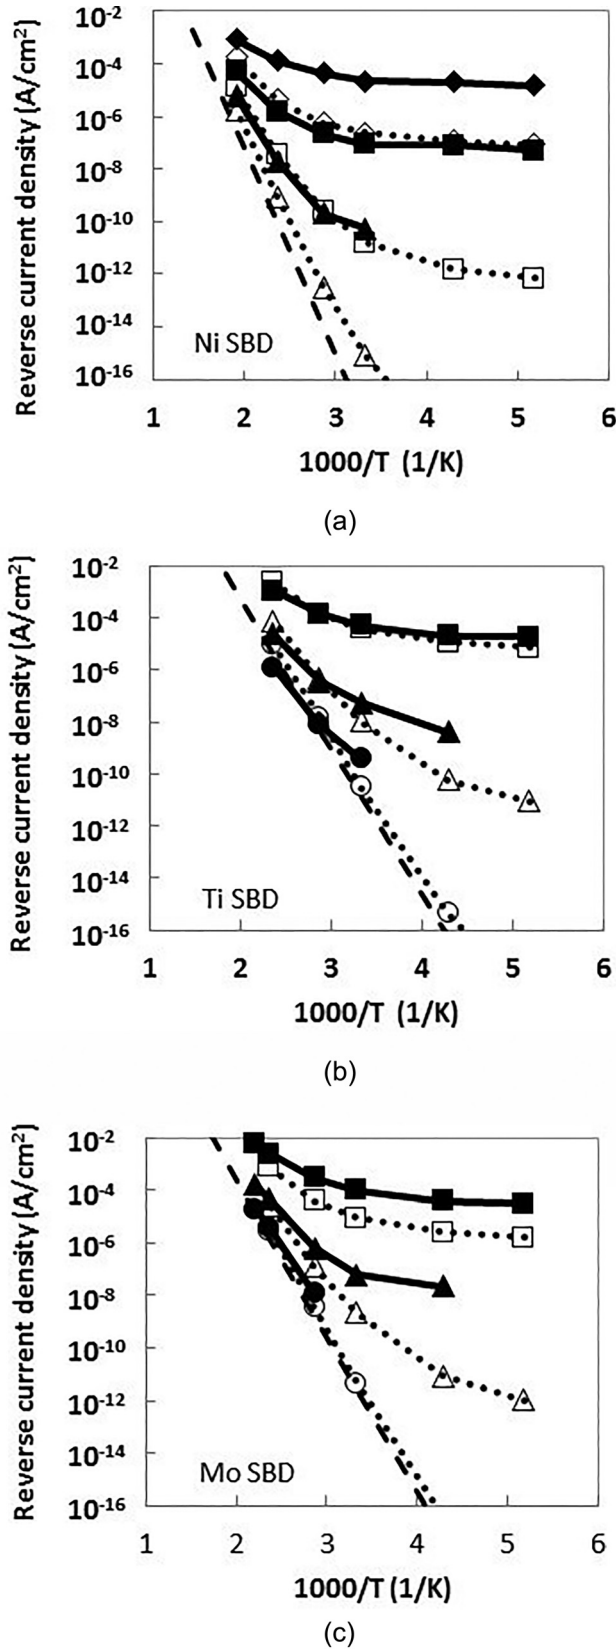 Reverse current density (A/cm²)
10⁻²
10⁻⁴
10⁻⁶
10⁻⁸
10⁻¹⁰
10⁻¹²
10⁻¹⁴
10⁻¹⁶
Ni SBD
1 2 3 4 5 6
1000/T (1/K)
(a)
Reverse current density (A/cm²)
10⁻²
10⁻⁴
10⁻⁶
10⁻⁸
10⁻¹⁰
10⁻¹²
10⁻¹⁴
10⁻¹⁶
Ti SBD
1 2 3 4 5 6
1000/T (1/K)
(b)
Reverse current density (A/cm²)
10⁻²
10⁻⁴
10⁻⁶
10⁻⁸
10⁻¹⁰
10⁻¹²
10⁻¹⁴
10⁻¹⁶
Mo SBD
1 2 3 4 5 6
1000/T (1/K)
(c)